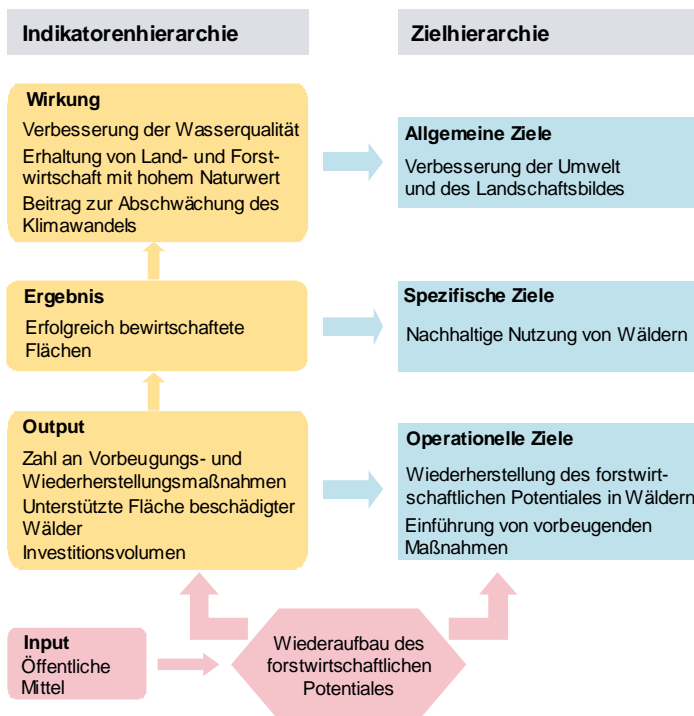 Indikatorenhierarchie
Zielhierarchie
Wirkung
Verbesserung der Wasserqualität
Erhaltung von Land- und Forst-
wirtschaft mit hohem Naturwert
Beitrag zur Abschwächung des
Klimawandels
Allgemeine Ziele
Verbesserung der Umwelt
und des Landschaftsbildes
Ergebnis
Erfolgreich bewirtschaftete
Flächen
Spezifische Ziele
Nachhaltige Nutzung von Wäldern
Output
Zahl an Vorbeugungs- und
Wiederherstellungsmaßnahmen
Unterstützte Fläche beschädigter
Wälder
Investitionsvolumen
Operationelle Ziele
Wiederherstellung des forstwirt-
schaftlichen Potentiales in Wäldern
Einführung von vorbeugenden
Maßnahmen
Input
Öffentliche
Mittel
Wiederaufbau des
forstwirtschaftlichen
Potentiales